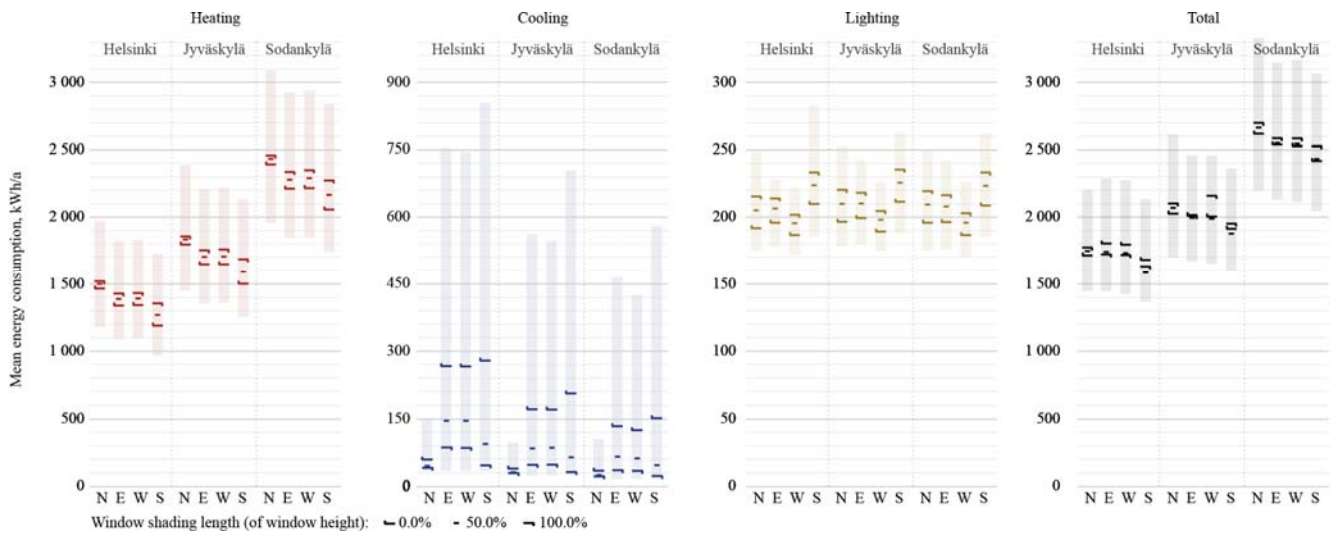 Heating Cooling Lighting Total
Helsinki Jyväskylä Sodankylä Helsinki Jyväskylä Sodankylä Helsinki Jyväskylä Sodankylä Helsinki Jyväskylä Sodankylä
3 000 900 300 3 000
2 500 750 250 2 500
2 000 600 200 2 000
1 500 450 150 1 500
1 000 300 100 1 000
500 150 50 500
0 0 0 0
Mean energy consumption, kWh/a
N E W S N E W S N E W S N E W S N E W S N E W S N E W S N E W S N E W S N E W S N E W S N E W S
Window shading length (of window height): 0.0% 50.0% 100.0%